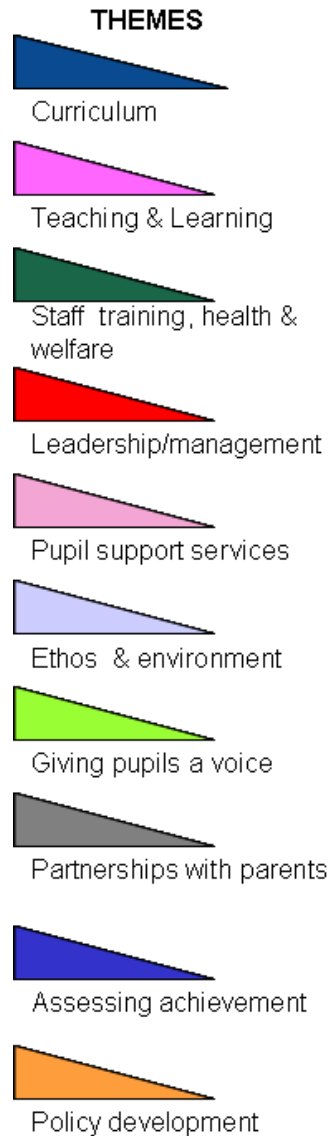 THEMES
Curriculum
Teaching & Learning
Staff training, health &
welfare
Leadership/management
Pupil support services
Ethos & environment
Giving pupils a voice
Partnerships with parents
Assessing achievement
Policy development